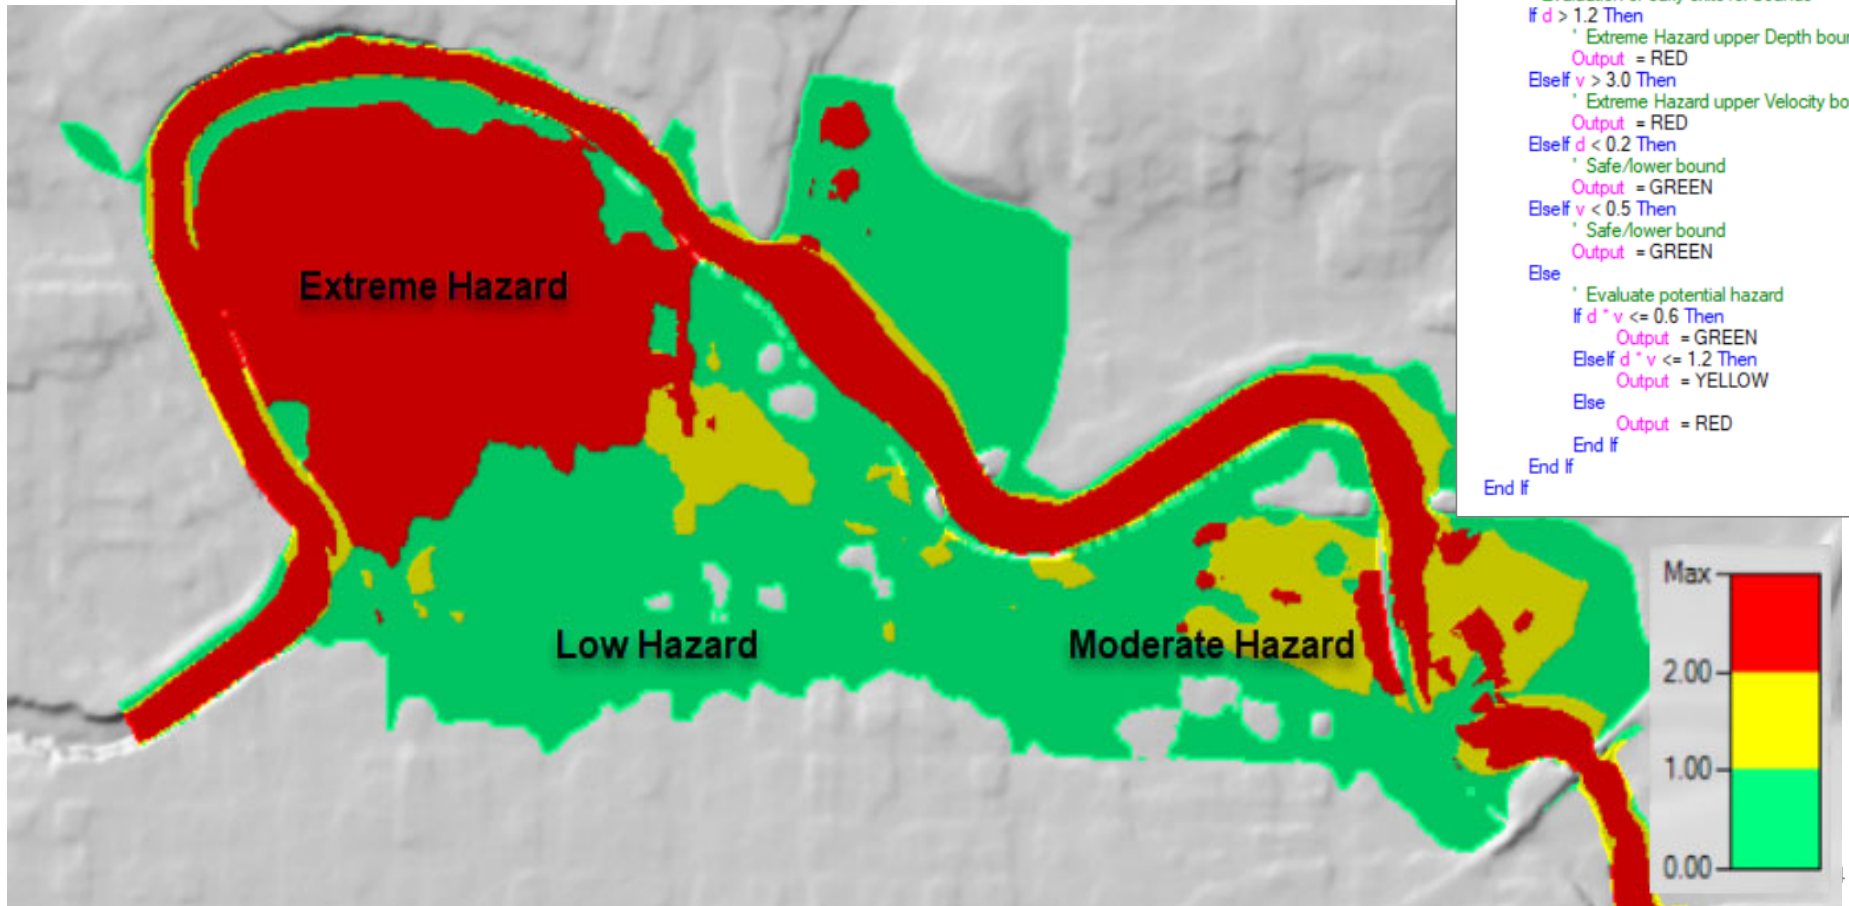 If d > 1.2 Then
' Extreme Hazard upper Depth
Output = RED
ElseIf v > 3.0 Then
' Extreme Hazard upper Velocity
Output = RED
ElseIf d < 0.2 Then
' Safe/lower bound
Output = GREEN
ElseIf v < 0.5 Then
' Safe/lower bound
Output = GREEN
Else
' Evaluate potential hazard
If d * v <= 0.6 Then
Output = GREEN
ElseIf d * v <= 1.2 Then
Output = YELLOW
Else
Output = RED
End If
End If
End If
Extreme Hazard
Low Hazard
Moderate Hazard
Max
2.00
1.00
0.00